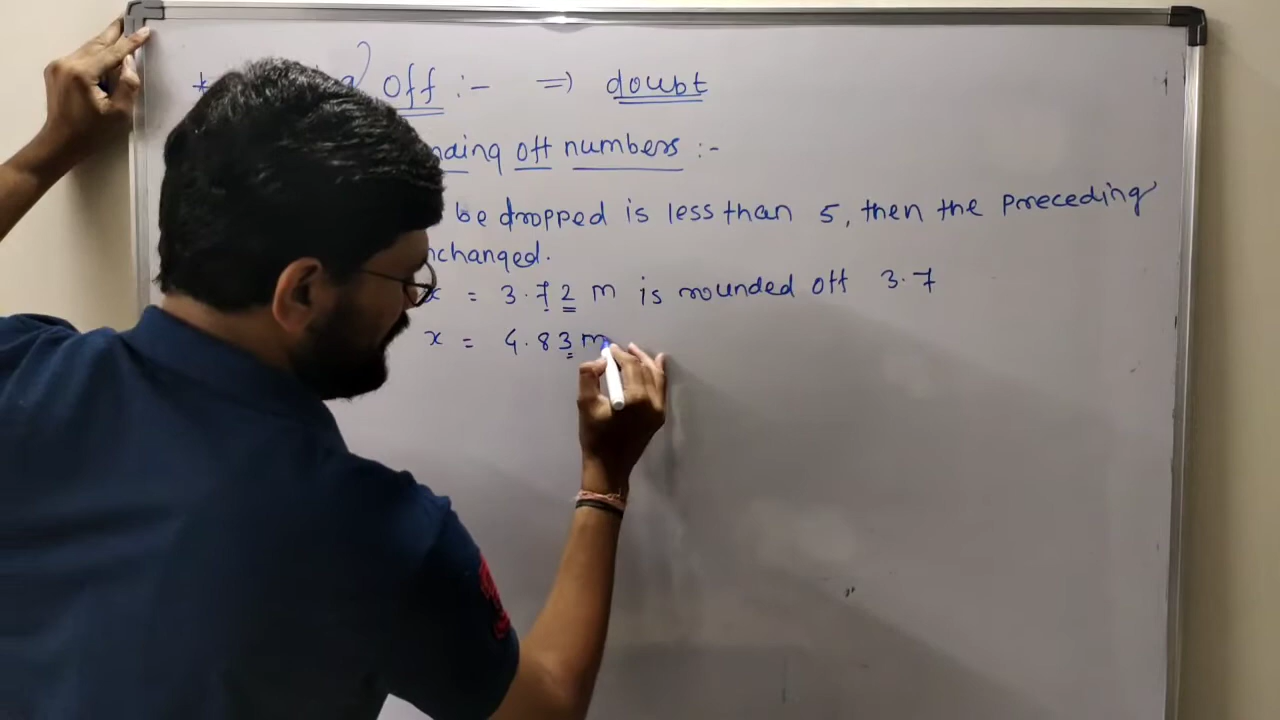 * off :- => doubt
off numbers :-
be dropped is less than 5, then the preceding
x = 3.72 m is rounded off 3.7
x = 4.83 m